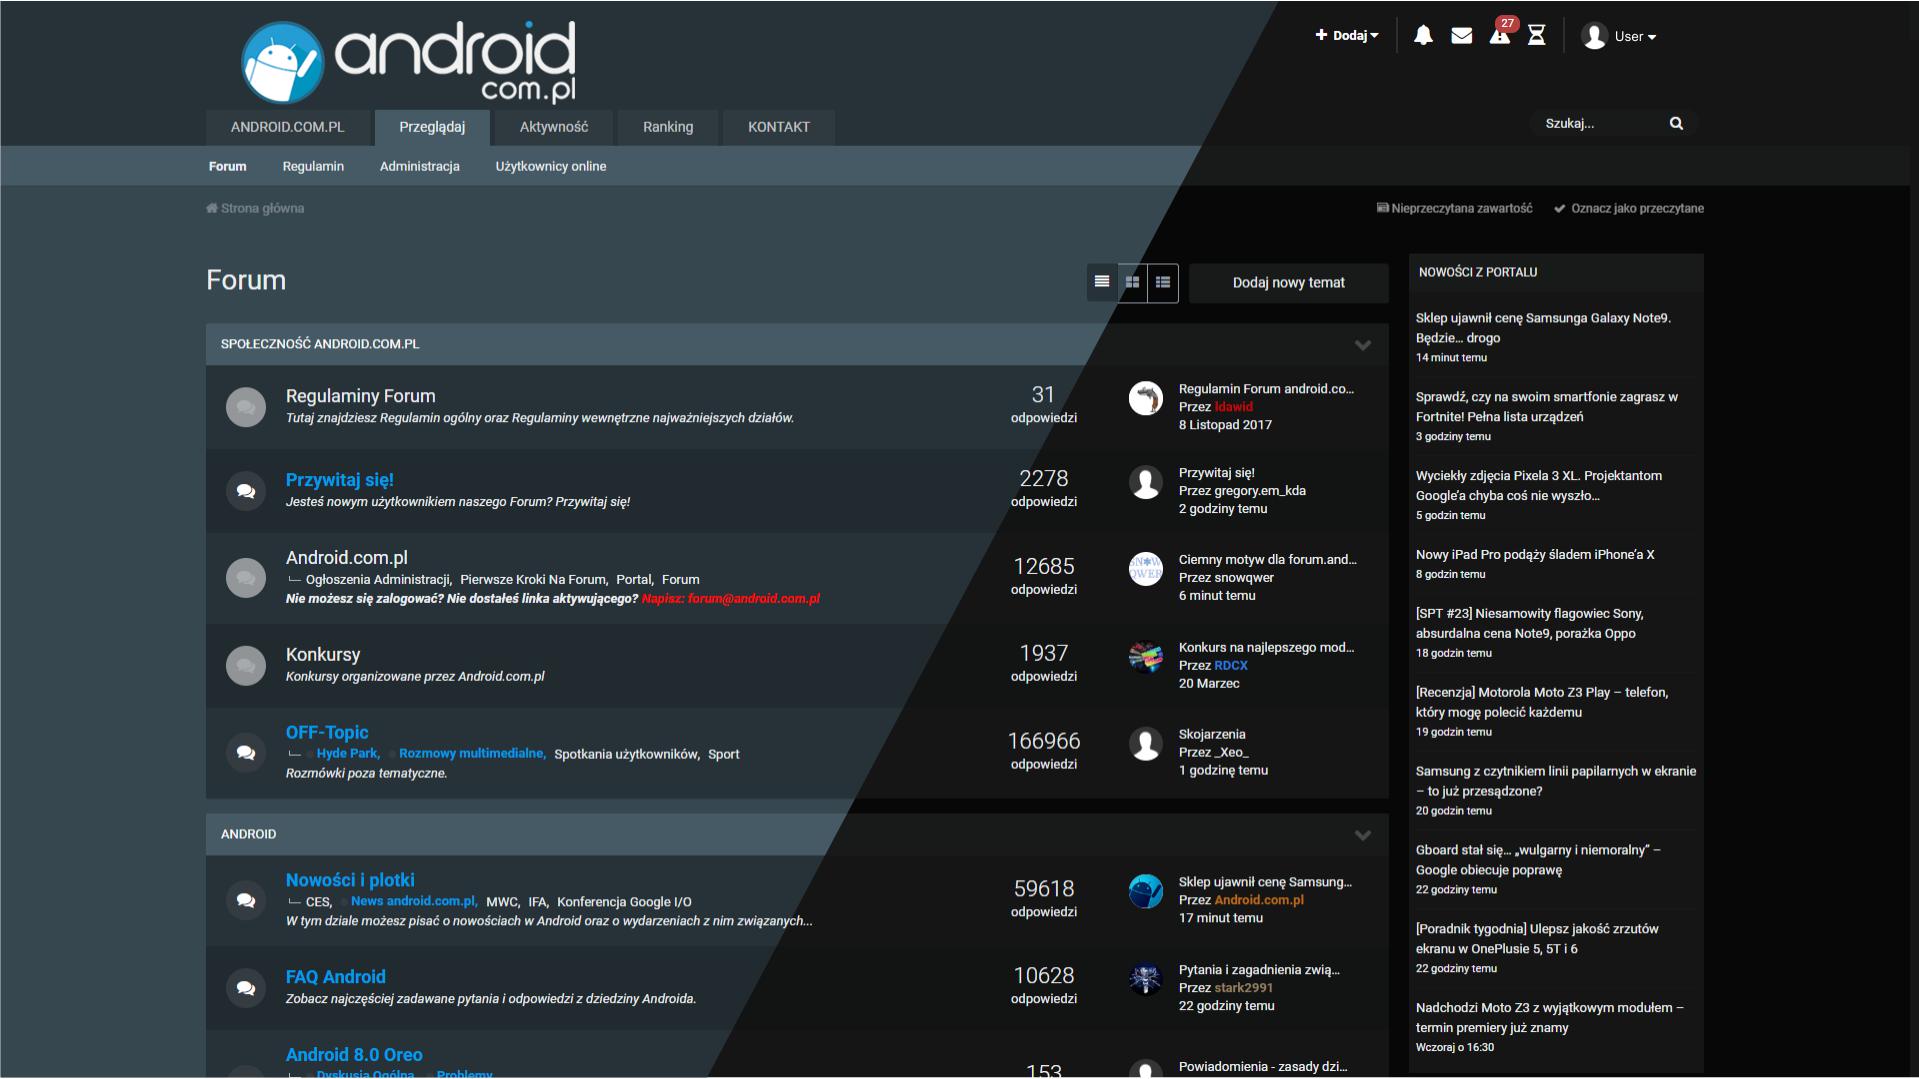 android
com.pl
Dodaj
27
User
ANDROID.COM.PL
Przeglądaj
Aktywność
Ranking
KONTAKT
Szukaj...
Forum
Regulamin
Administracja
Użytkownicy online
Strona główna
Nieprzeczytana zawartość
Oznacz jako przeczytane
Forum
Dodaj nowy temat
SPOŁECZNOŚĆ ANDROID.COM.PL
Regulaminy Forum
Tutaj znajdziesz Regulamin ogólny oraz Regulaminy wewnętrzne najważniejszych działów.
31
odpowiedzi
Regulamin Forum android.co...
Przez ldawid
8 Listopad 2017
Przywitaj się!
Jesteś nowym użytkownikiem naszego Forum? Przywitaj się!
2278
odpowiedzi
Przywitaj się!
Przez gregory.em_kda
2 godziny temu
Android.com.pl
Ogłoszenia Administracji, Pierwsze Kroki Na Forum, Portal, Forum
Nie możesz się zalogować? Nie dostałeś linka aktywującego? Napisz: forum@android.com.pl
12685
odpowiedzi
SNOW
QWER
Ciemny motyw dla forum.and...
Przez snowqwer
6 minut temu
Konkursy
Konkursy organizowane przez Android.com.pl
1937
odpowiedzi
Konkurs na najlepszego mod...
Przez RDCX
20 Marzec
OFF-Topic
Hyde Park, Rozmowy multimedialne, Spotkania użytkowników, Sport
Rozmówki poza tematyczne.
166966
odpowiedzi
Skojarzenia
Przez _Xeo_
1 godzinę temu
ANDROID
Nowości i plotki
CES, News android.com.pl, MWC, IFA, Konferencja Google I/O
W tym dziale możesz pisać o nowościach w Android oraz o wydarzeniach z nim związanych...
59618
odpowiedzi
Sklep ujawnił cenę Samsung...
Przez Android.com.pl
17 minut temu
FAQ Android
Zobacz najczęściej zadawane pytania i odpowiedzi z dziedziny Androida.
10628
odpowiedzi
Pytania i zagadnienia zwią...
Przez stark2991
22 godziny temu
Android 8.0 Oreo
Dyskusja Ogólna, Problemy
153
Powiadomienia - zasady dzi...
NOWOŚCI Z PORTALU
Sklep ujawnił cenę Samsunga Galaxy Note9.
Będzie... drogo
14 minut temu
Sprawdź, czy na swoim smartfonie zagrasz w
Fortnite! Pełna lista urządzeń
3 godziny temu
Wyciekły zdjęcia Pixela 3 XL. Projektantom
Google'a chyba coś nie wyszło...
5 godzin temu
Nowy iPad Pro podąży śladem iPhone'a X
8 godzin temu
[SPT #23] Niesamowity flagowiec Sony,
absurdalna cena Note9, porażka Oppo
18 godzin temu
[Recenzja] Motorola Moto Z3 Play – telefon,
który mogę polecić każdemu
19 godzin temu
Samsung z czytnikiem linii papilarnych w ekranie
– to już przesądzone?
20 godzin temu
Gboard stał się... „wulgarny i niemoralny" –
Google obiecuje poprawę
22 godziny temu
[Poradnik tygodnia] Ulepsz jakość zrzutów
ekranu w OnePlusie 5, 5T i 6
22 godziny temu
Nadchodzi Moto Z3 z wyjątkowym modułem –
termin premiery już znamy
Wczoraj o 16:30